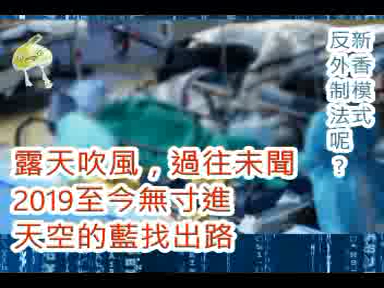 新香模式
反外制法呢？
露天吹風，過往未聞
2019至今無寸進
天空的藍找出路